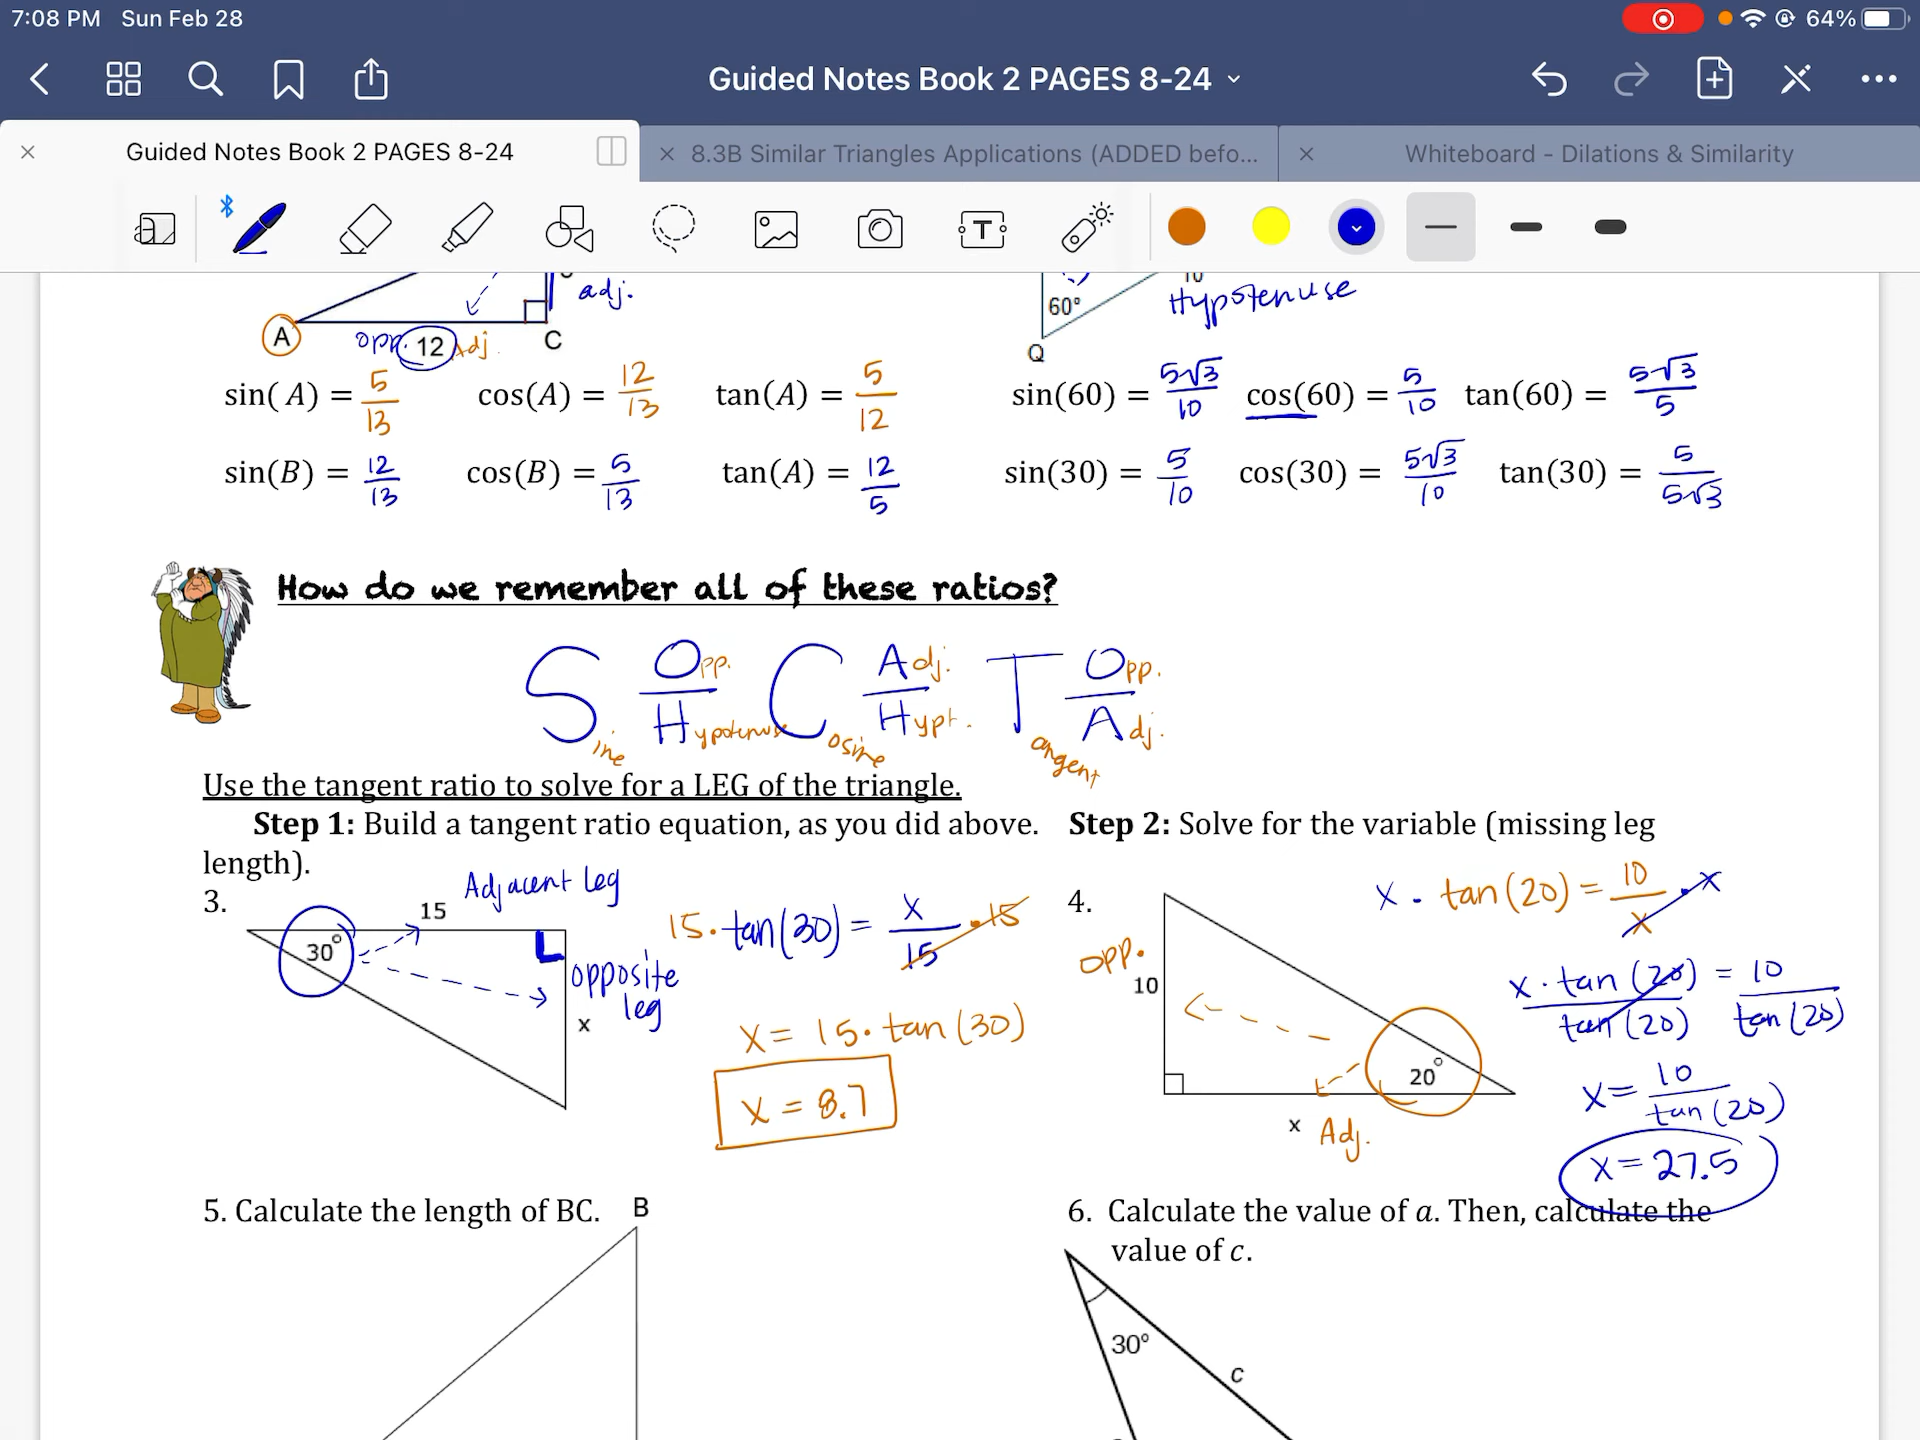 7:08 PM Sun Feb 28 64%
Guided Notes Book 2 PAGES 8-24
Guided Notes Book 2 PAGES 8-24
8.3B Similar Triangles Applications (ADDED befo...
Whiteboard - Dilations & Similarity
adj.
A opp. 12 Adj. C
10
60° Hypotenuse
Q
sin( A) = 5/13 cos(A) = 12/13 tan(A) = 5/12 sin(60) = 5√3/10 cos(60) = 5/10 tan(60) = 5√3/5
sin(B) = 12/13 cos(B) = 5/13 tan(A) = 12/5 sin(30) = 5/10 cos(30) = 5√3/10 tan(30) = 5/5√3
How do we remember all of these ratios?
Sine Opp./Hypotenuse Cosine Adj./Hypt. Tangent Opp./Adj.
Use the tangent ratio to solve for a LEG of the triangle.
Step 1: Build a tangent ratio equation, as you did above. Step 2: Solve for the variable (missing leg
length).
3.
Adjacent Leg
15
30°
opposite
leg
x
15 · tan(30) = x/15 · 15
x = 15 · tan(30)
x = 8.7
4.
opp.
10
20°
x Adj.
x · tan(20) = 10/x · x
x · tan(20)/tan(20) = 10/tan(20)
x = 10/tan(20)
x = 27.5
5. Calculate the length of BC. B
6. Calculate the value of a. Then, calculate the
value of c.
30°
c